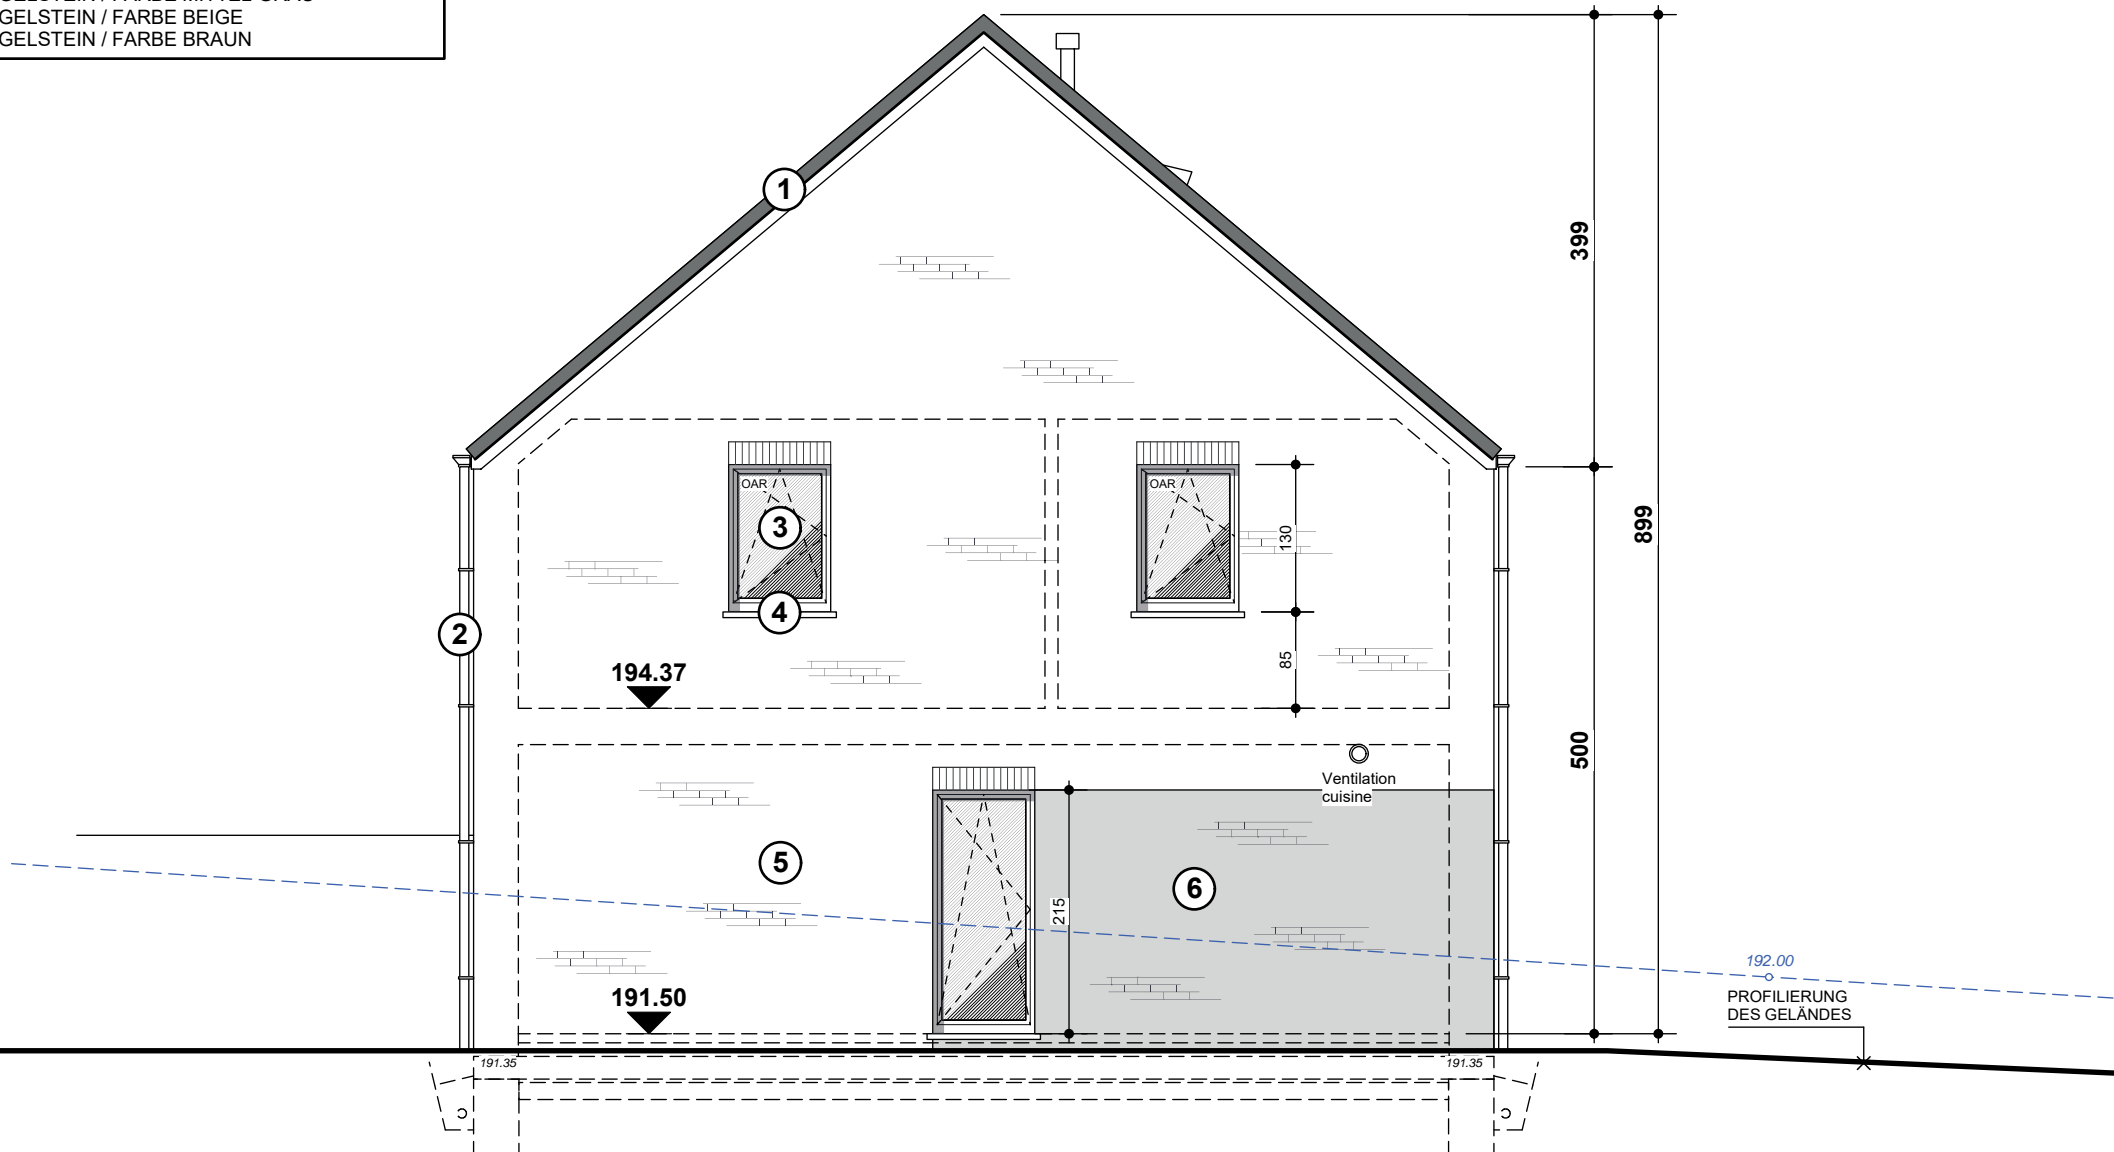 GELSTEIN / FARBE BEIGE
GELSTEIN / FARBE BRAUN
1
399
899
OAR
OAR
3
130
4
2
85
194.37
500
Ventilation
cuisine
5
6
215
192.00
PROFILIERUNG
DES GELÄNDES
191.50
191.35
191.35